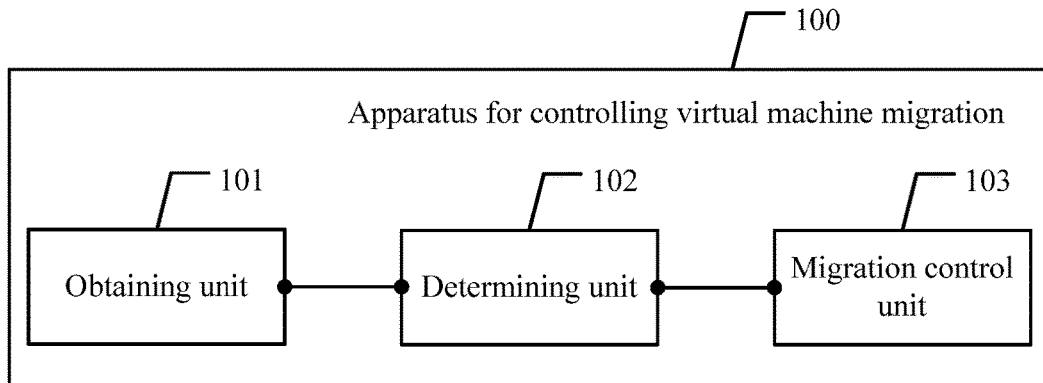 100
Apparatus for controlling virtual machine migration
101
102
103
Obtaining unit
Determining unit
Migration control
unit